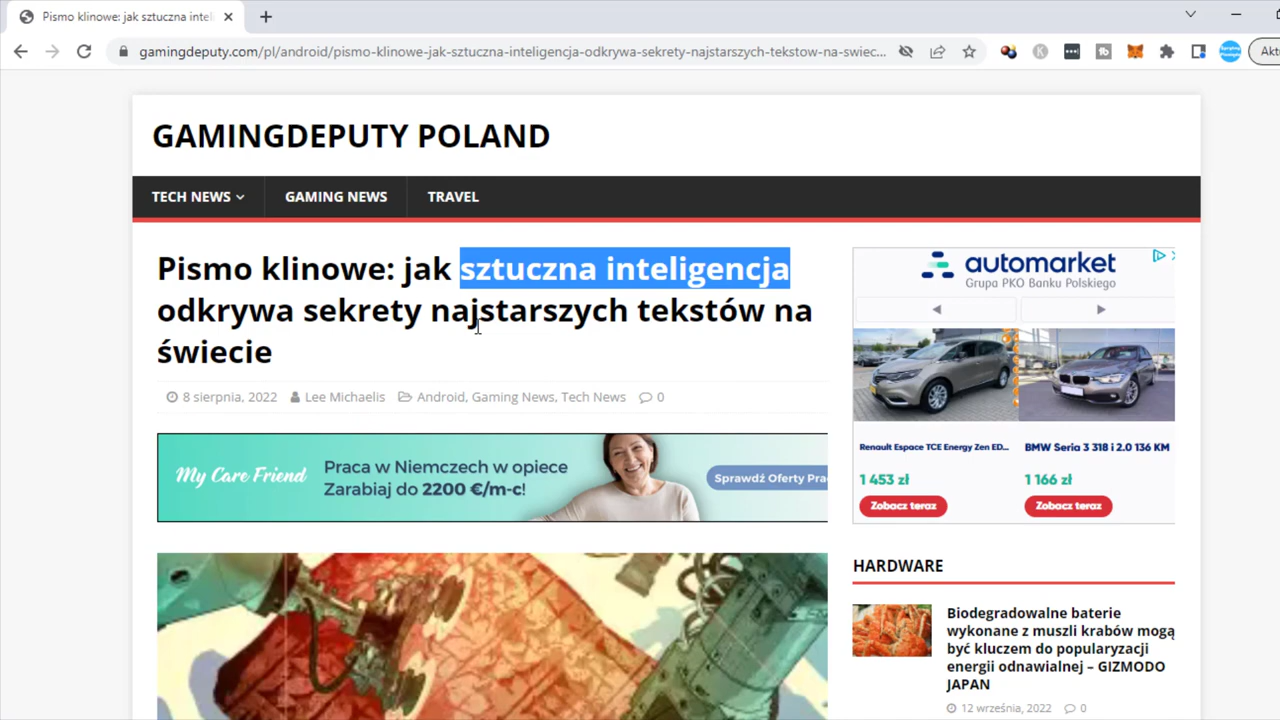 Pismo klinowe: jak sztuczna inteli
gamingdeputy.com/pl/android/pismo-klinowe-jak-sztuczna-inteligencja-odkrywa-sekrety-najstarszych-tekstow-na-swiec...
Aktu
GAMINGDEPUTY POLAND
TECH NEWS
GAMING NEWS
TRAVEL
Pismo klinowe: jak sztuczna inteligencja
odkrywa sekrety najstarszych tekstów na
świecie
8 sierpnia, 2022 Lee Michaelis Android, Gaming News, Tech News 0
My Care Friend
Praca w Niemczech w opiece
Zarabiaj do 2200 €/m-c!
Sprawdź Oferty Pra
automarket
Grupa PKO Banku Polskiego
Renault Espace TCE Energy Zen ED...
1 453 zł
Zobacz teraz
BMW Seria 3 318 i 2.0 136 KM
1 166 zł
Zobacz teraz
HARDWARE
Biodegradowalne baterie
wykonane z muszli krabów mogą
być kluczem do popularyzacji
energii odnawialnej – GIZMODO
JAPAN
12 września, 2022 0